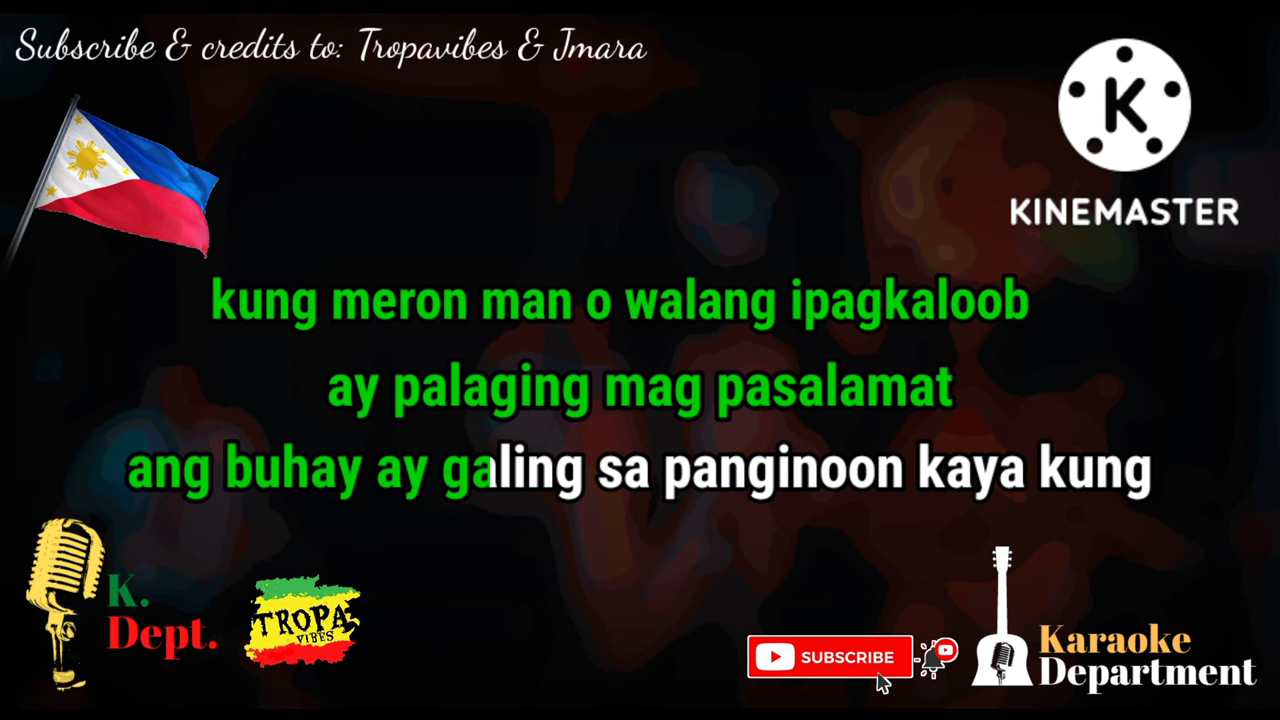 Subscribe & credits to: Tropavibes & Jmara
K
KINEMASTER
kung meron man o walang ipagkaloob
ay palaging mag pasalamat
ang buhay ay galing sa panginoon kaya kung
K.
Dept.
TROPA
VIBES
SUBSCRIBE
Karaoke
Department